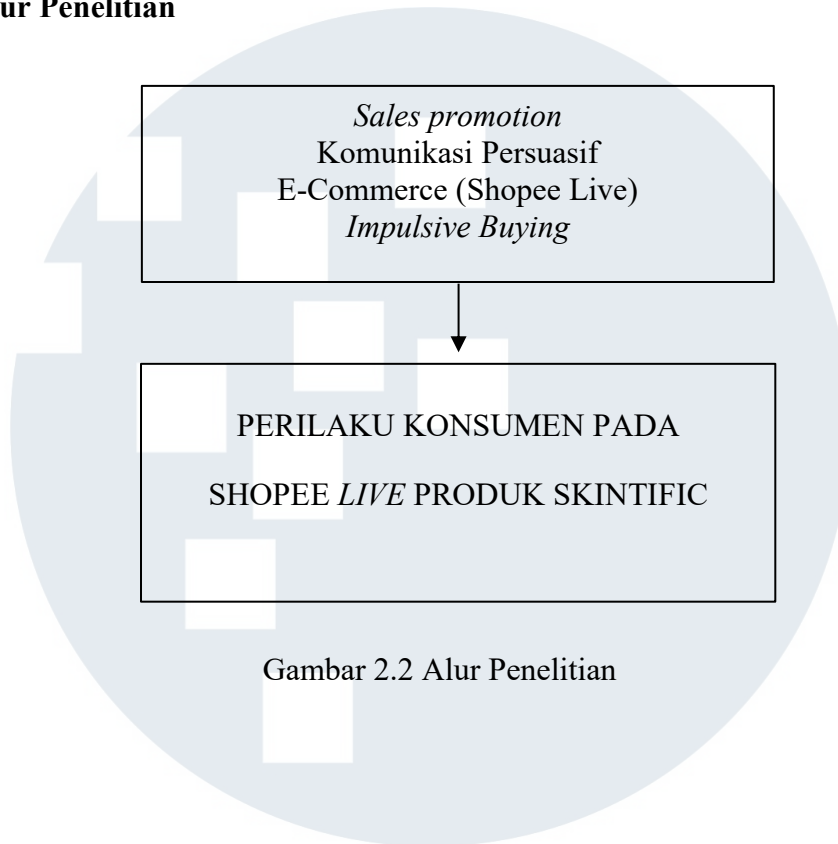 ur Penelitian
Sales promotion
Komunikasi Persuasif
E-Commerce (Shopee Live)
Impulsive Buying
PERILAKU KONSUMEN PADA
SHOPEE LIVE PRODUK SKINTIFIC
Gambar 2.2 Alur Penelitian